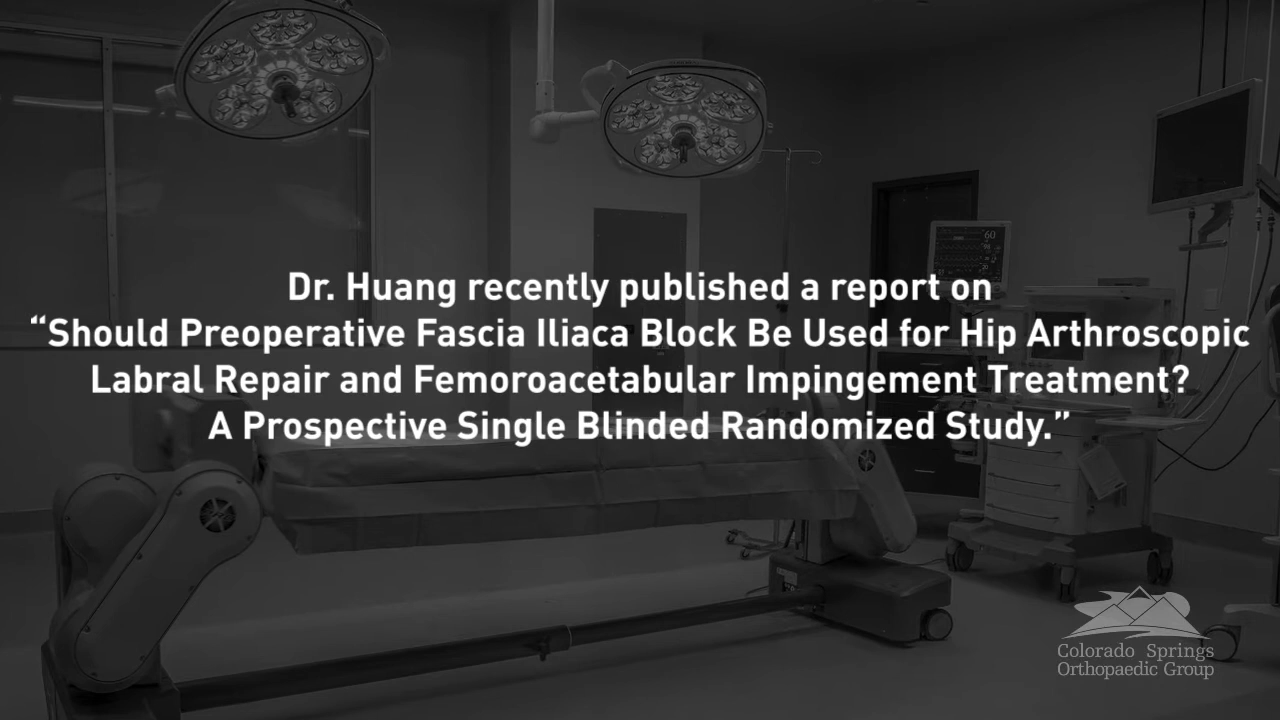 Dr. Huang recently published a report on
“Should Preoperative Fascia Iliaca Block Be Used for Hip Arthroscopic
Labral Repair and Femoroacetabular Impingement Treatment?
A Prospective Single Blinded Randomized Study.”
60
Colorado Springs
Orthopaedic Group